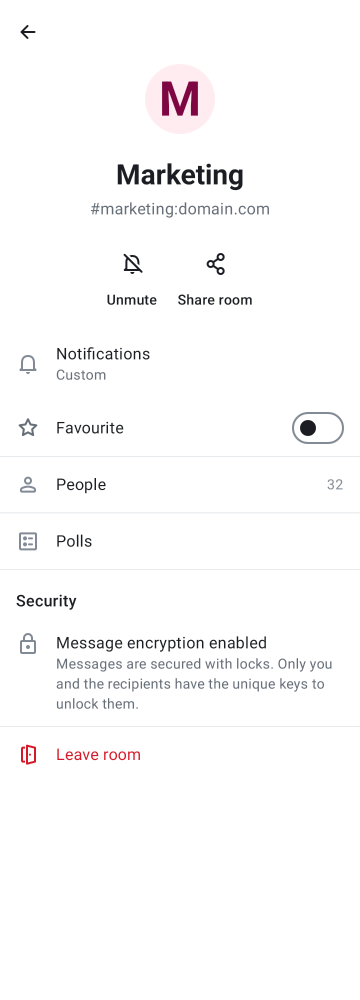 M
Marketing
#marketing:domain.com
Unmute Share room
Notifications
Custom
Favourite
People 32
Polls
Security
Message encryption enabled
Messages are secured with locks. Only you
and the recipients have the unique keys to
unlock them.
Leave room